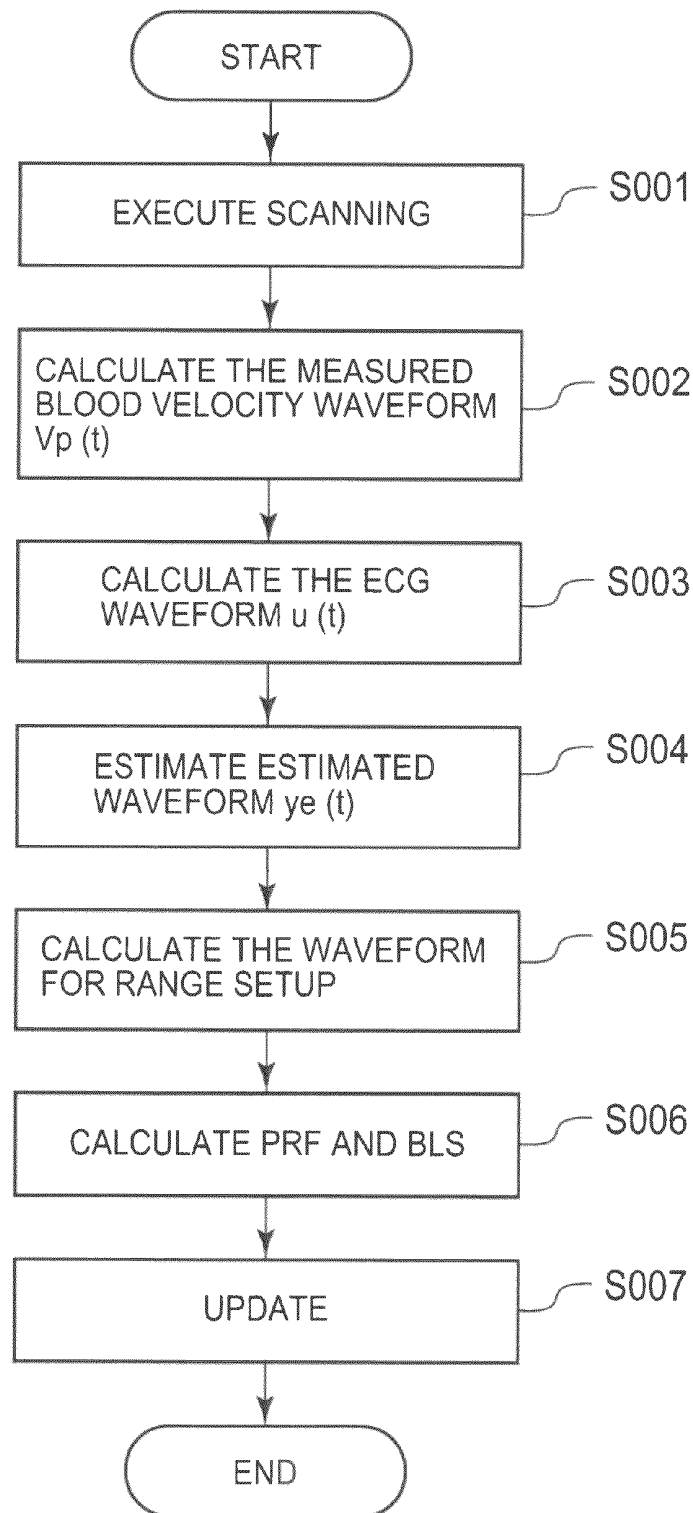 START
EXECUTE SCANNING
S001
CALCULATE THE MEASURED
BLOOD VELOCITY WAVEFORM
Vp (t)
S002
CALCULATE THE ECG
WAVEFORM u (t)
S003
ESTIMATE ESTIMATED
WAVEFORM ye (t)
S004
CALCULATE THE WAVEFORM
FOR RANGE SETUP
S005
CALCULATE PRF AND BLS
S006
UPDATE
S007
END